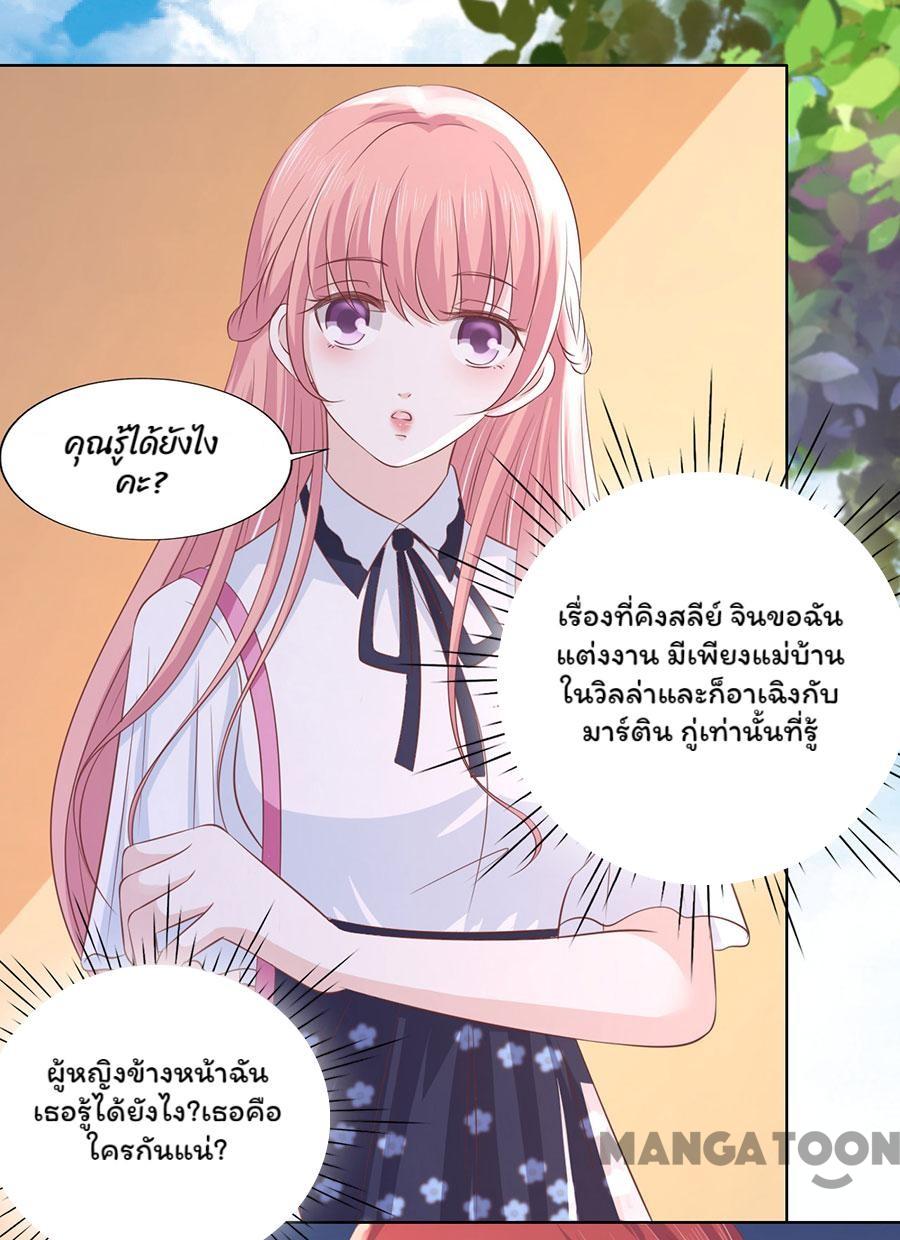 คุณรู้ได้ยังไง
คะ?
เรื่องที่คิงสลีย์ จินขอฉัน
แต่งงาน มีเพียงแม่บ้าน
ในวิลล่าและก็อาเฉิงกับ
มาร์ติน กู่เท่านั้นที่รู้
ผู้หญิงข้างหน้าฉัน
เธอรู้ได้ยังไง?เธอคือ
ใครกันแน่?
MANGATOON